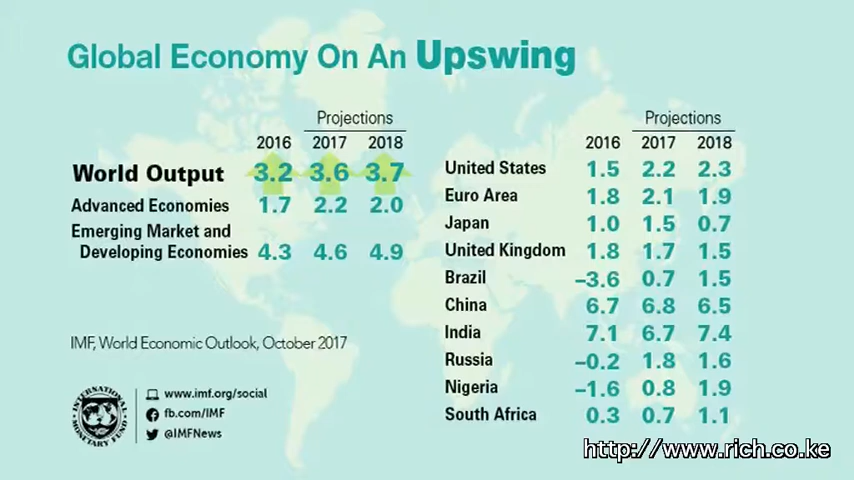 Global Economy On An Upswing
Projections
2016 2017 2018
World Output 3.2 3.6 3.7
Advanced Economies 1.7 2.2 2.0
Emerging Market and
Developing Economies 4.3 4.6 4.9
IMF, World Economic Outlook, October 2017
INTERNATIONAL MONETARY FUND
www.imf.org/social
fb.com/IMF
@IMFNews
Projections
2016 2017 2018
United States 1.5 2.2 2.3
Euro Area 1.8 2.1 1.9
Japan 1.0 1.5 0.7
United Kingdom 1.8 1.7 1.5
Brazil –3.6 0.7 1.5
China 6.7 6.8 6.5
India 7.1 6.7 7.4
Russia –0.2 1.8 1.6
Nigeria –1.6 0.8 1.9
South Africa 0.3 0.7 1.1
http://www.rich.co.ke